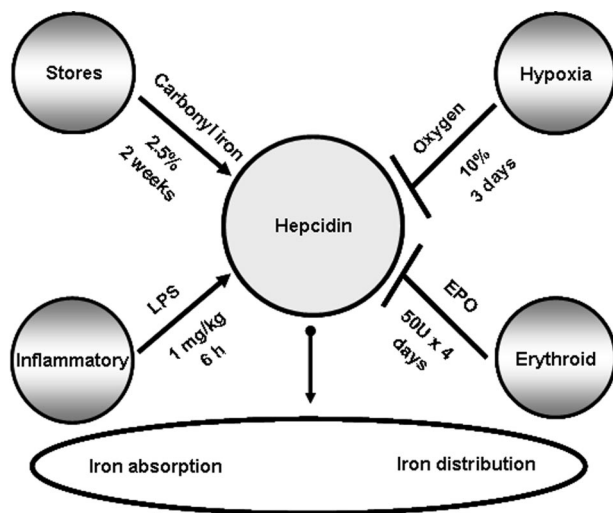 Stores
Carbonyl iron
2.5%
2 weeks
Hypoxia
Oxygen
10%
3 days
Hepcidin
Inflammatory
LPS
1 mg/kg
6 h
EPO
50U x 4
days
Erythroid
Iron absorption
Iron distribution